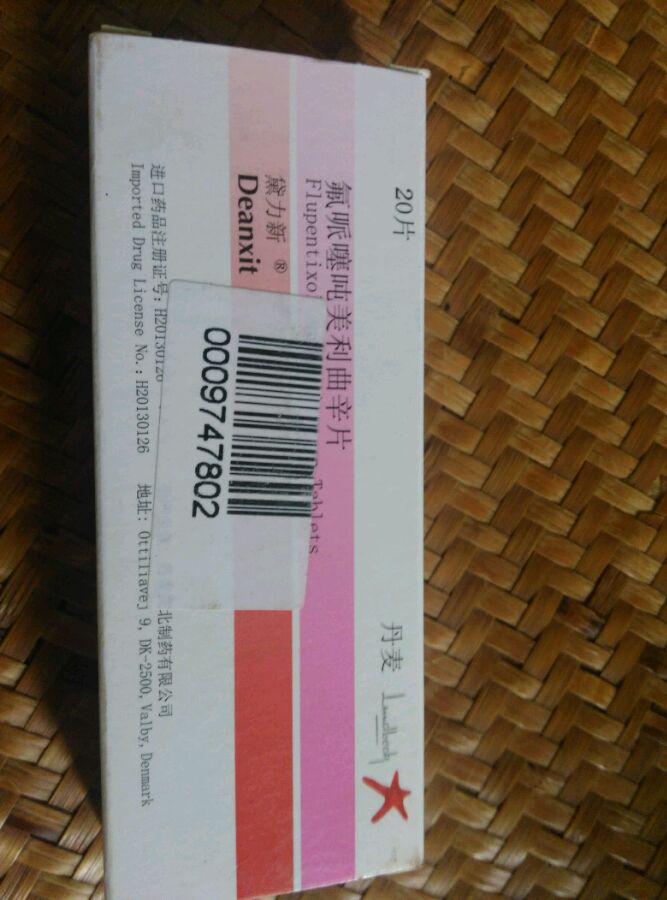 20片
丹麦 Lundbeck
氟哌噻吨美利曲辛片
Flupentixo Tablets
黛力新 ®
Deanxit
0009747802
进口药品注册证号: H20130126 北制药有限公司
Imported Drug License No.: H20130126 地址: Ottiliavej 9, DK-2500, Valby, Denmark